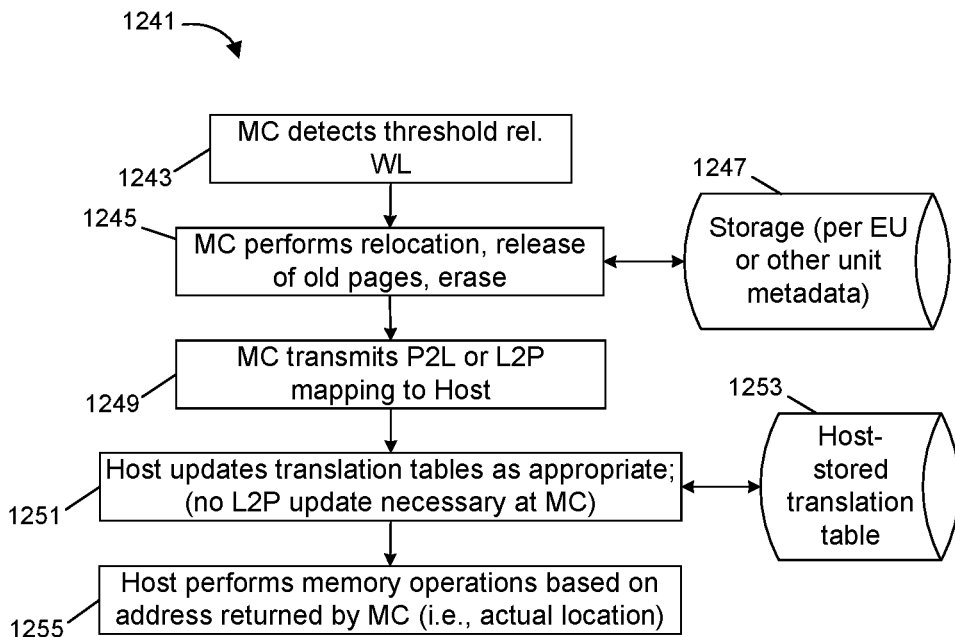 1241
MC detects threshold rel.
WL
1243
1247
Storage (per EU
or other unit
metadata)
1245
MC performs relocation, release
of old pages, erase
MC transmits P2L or L2P
mapping to Host
1249
1253
Host-
stored
translation
table
Host updates translation tables as appropriate;
(no L2P update necessary at MC)
1251
Host performs memory operations based on
address returned by MC (i.e., actual location)
1255